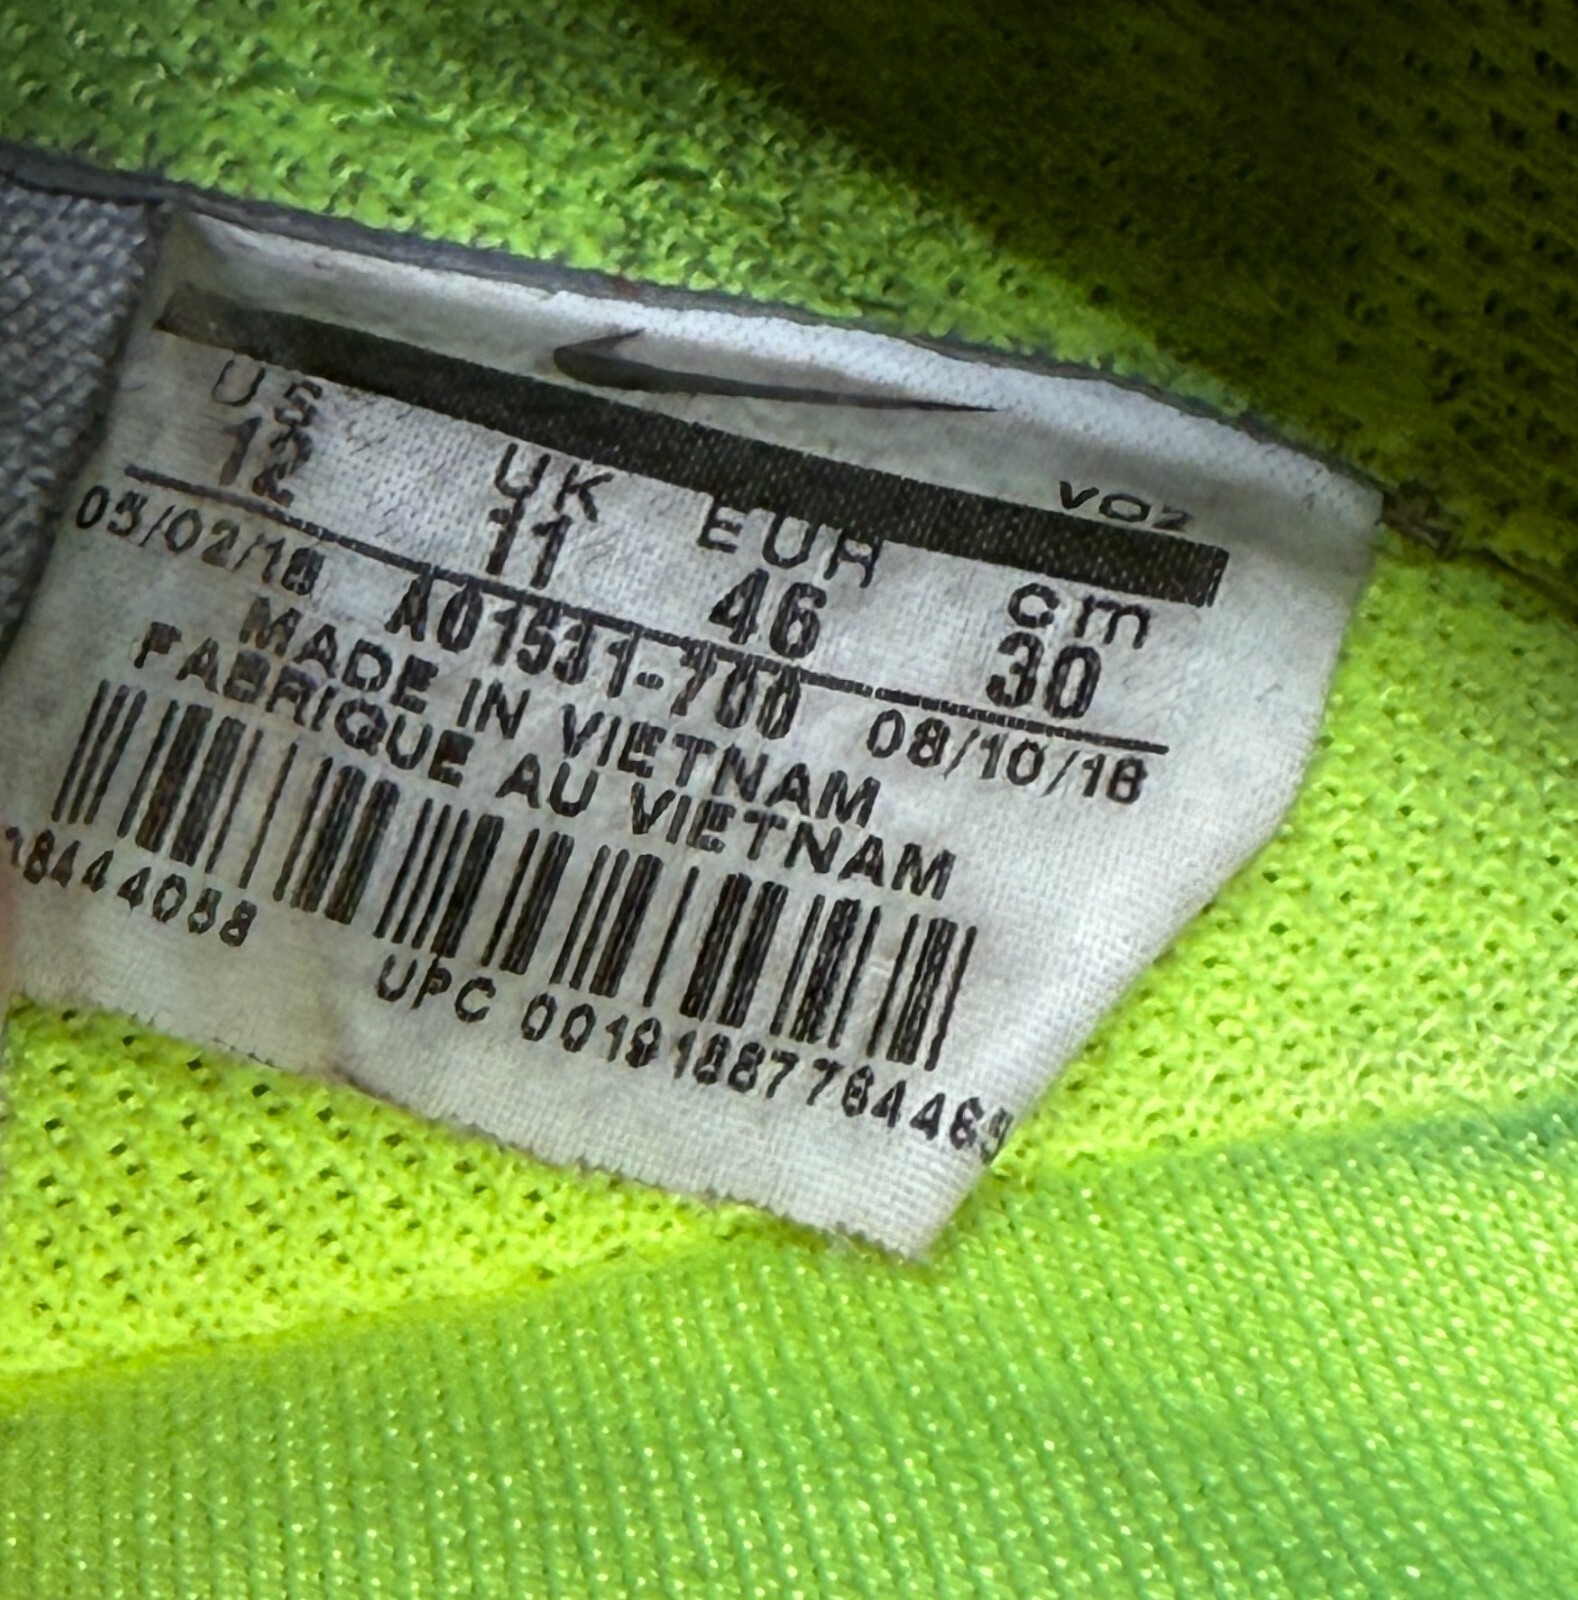 VO2
US UK EUR cm
12 11 46 30
05/02/18 AO1531-700 08/10/18
MADE IN VIETNAM
FABRIQUE AU VIETNAM
UPC 00191887764465